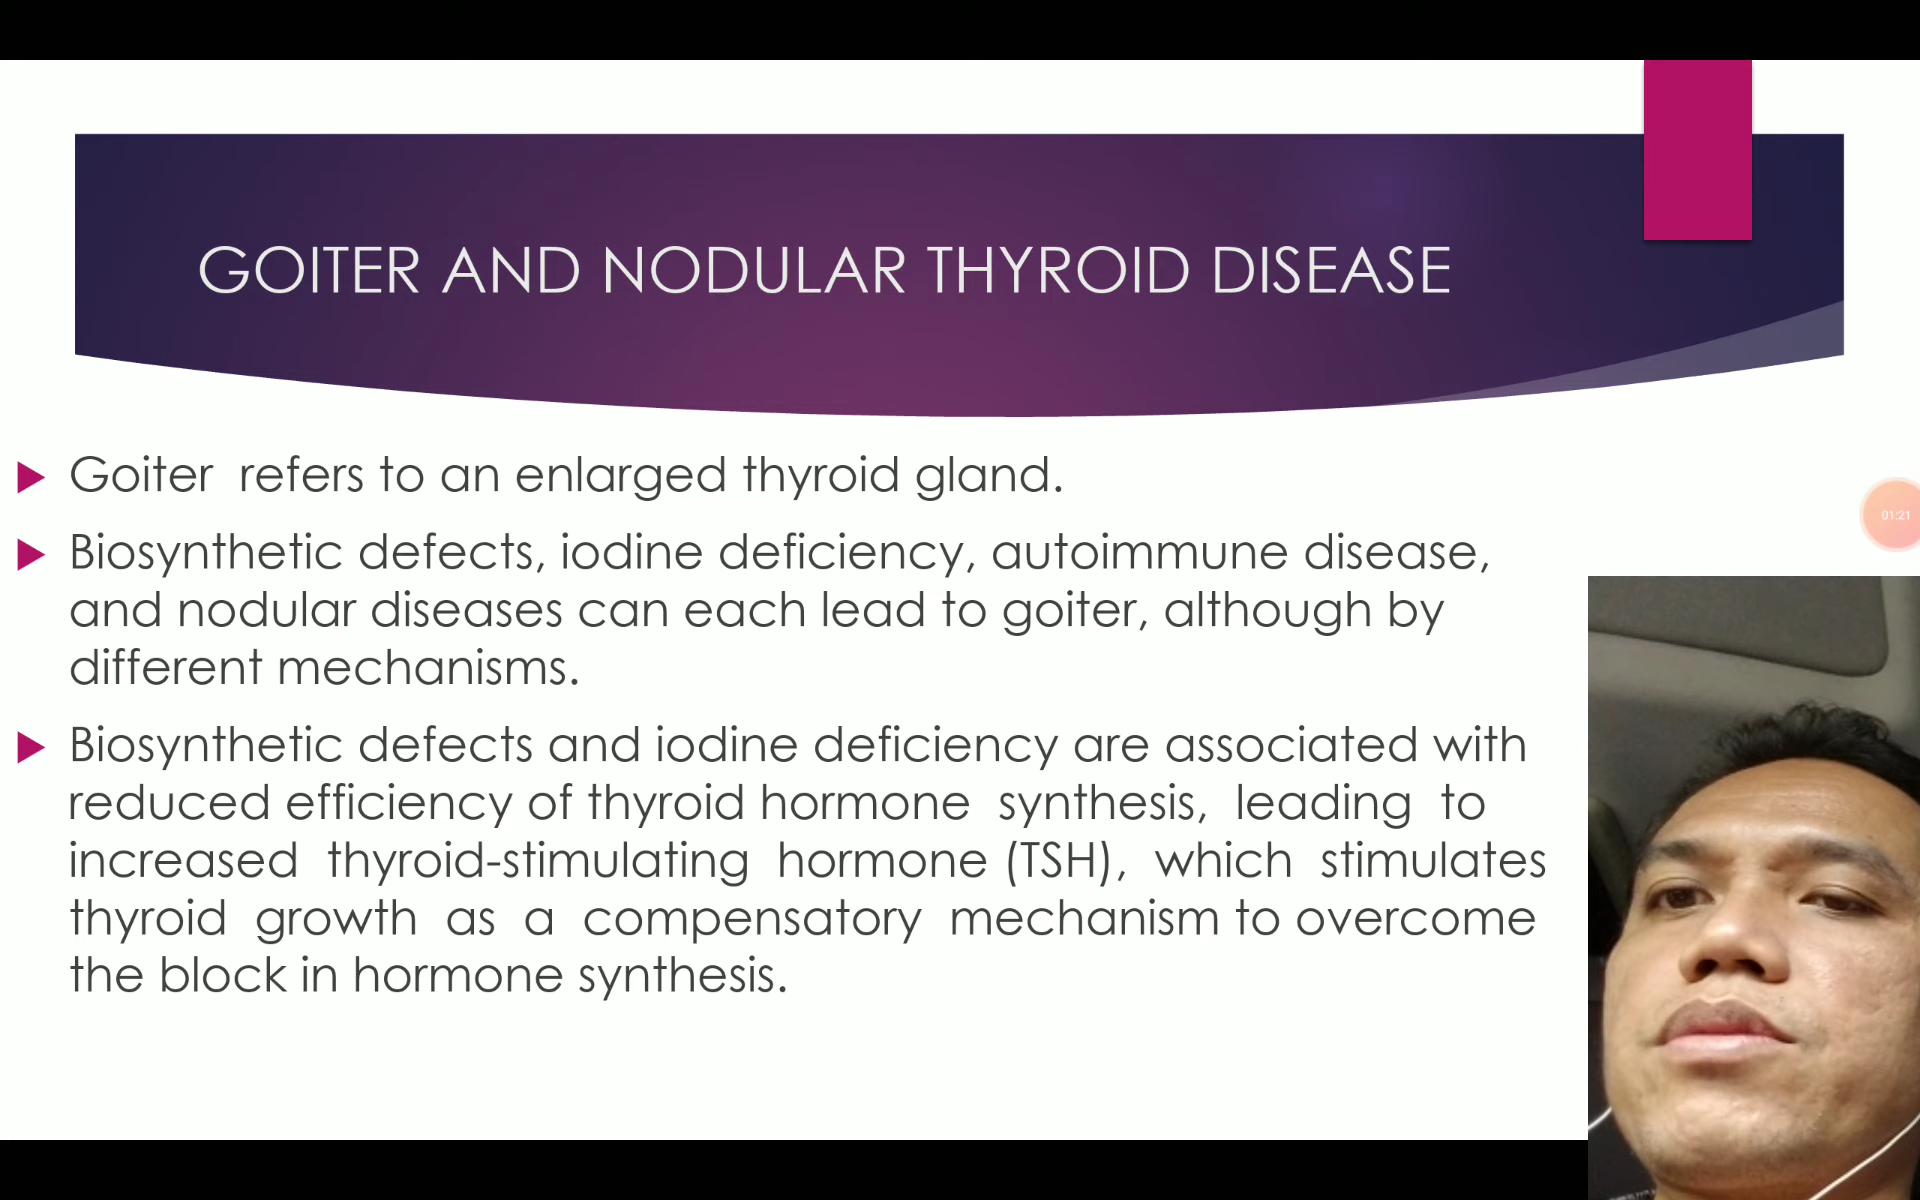 GOITER AND NODULAR THYROID DISEASE
Goiter refers to an enlarged thyroid gland.
Biosynthetic defects, iodine deficiency, autoimmune disease,
and nodular diseases can each lead to goiter, although by
different mechanisms.
Biosynthetic defects and iodine deficiency are associated with
reduced efficiency of thyroid hormone synthesis, leading to
increased thyroid-stimulating hormone (TSH), which stimulates
thyroid growth as a compensatory mechanism to overcome
the block in hormone synthesis.
01:21